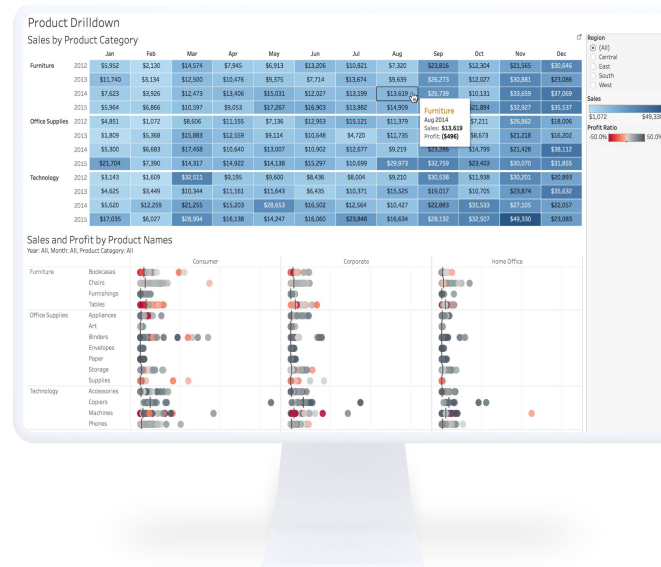 Product Drilldown
Sales by Product Category
Jan Feb Mar Apr May Jun Jul Aug Sep Oct Nov Dec
Furniture 2012 $5,952 $2,130 $14,574 $7,945 $6,913 $13,206 $10,821 $7,320 $23,816 $12,304 $21,565 $30,646
2013 $11,740 $3,134 $12,500 $10,476 $9,375 $7,714 $13,674 $9,639 $26,273 $12,027 $30,881 $23,086
2014 $7,623 $3,926 $12,473 $13,406 $15,031 $12,027 $13,199 $13,619 $26,739 $10,131 $33,659 $37,069
2015 $5,964 $6,866 $10,597 $9,053 $17,267 $16,903 $13,882 $14,909 $21,884 $32,927 $35,537
Office Supplies 2012 $4,851 $1,072 $8,606 $11,155 $7,136 $12,953 $15,121 $11,379 $7,211 $26,862 $18,006
2013 $1,809 $5,368 $15,883 $12,559 $9,114 $10,648 $4,720 $11,735 $8,673 $21,218 $16,202
2014 $5,300 $6,683 $17,458 $10,640 $13,007 $10,902 $12,677 $9,219 $23,286 $14,799 $21,428 $38,112
2015 $21,704 $7,390 $14,317 $14,922 $14,138 $15,297 $10,699 $29,973 $32,759 $23,403 $30,070 $31,855
Technology 2012 $3,143 $1,609 $32,511 $9,195 $9,600 $8,436 $8,004 $9,210 $30,538 $11,938 $30,201 $20,893
2013 $4,625 $3,449 $10,344 $11,161 $11,643 $6,435 $10,371 $15,525 $19,017 $10,705 $23,874 $35,632
2014 $5,620 $12,259 $21,255 $15,203 $28,653 $16,502 $12,564 $10,427 $22,883 $31,533 $27,105 $22,057
2015 $17,035 $6,027 $28,994 $16,138 $14,247 $16,060 $23,848 $16,634 $28,132 $32,507 $49,330 $23,083
Furniture
Aug 2014
Sales: $13,619
Profit: ($496)
Region
(All)
Central
East
South
West
Sales
$1,072 $49,330
Profit Ratio
-50.0% 50.0%
Sales and Profit by Product Names
Year: All, Month: All, Product Category: All
Consumer Corporate Home Office
Furniture Bookcases
Chairs
Furnishings
Tables
Office Supplies Appliances
Art
Binders
Envelopes
Paper
Storage
Supplies
Technology Accessories
Copiers
Machines
Phones